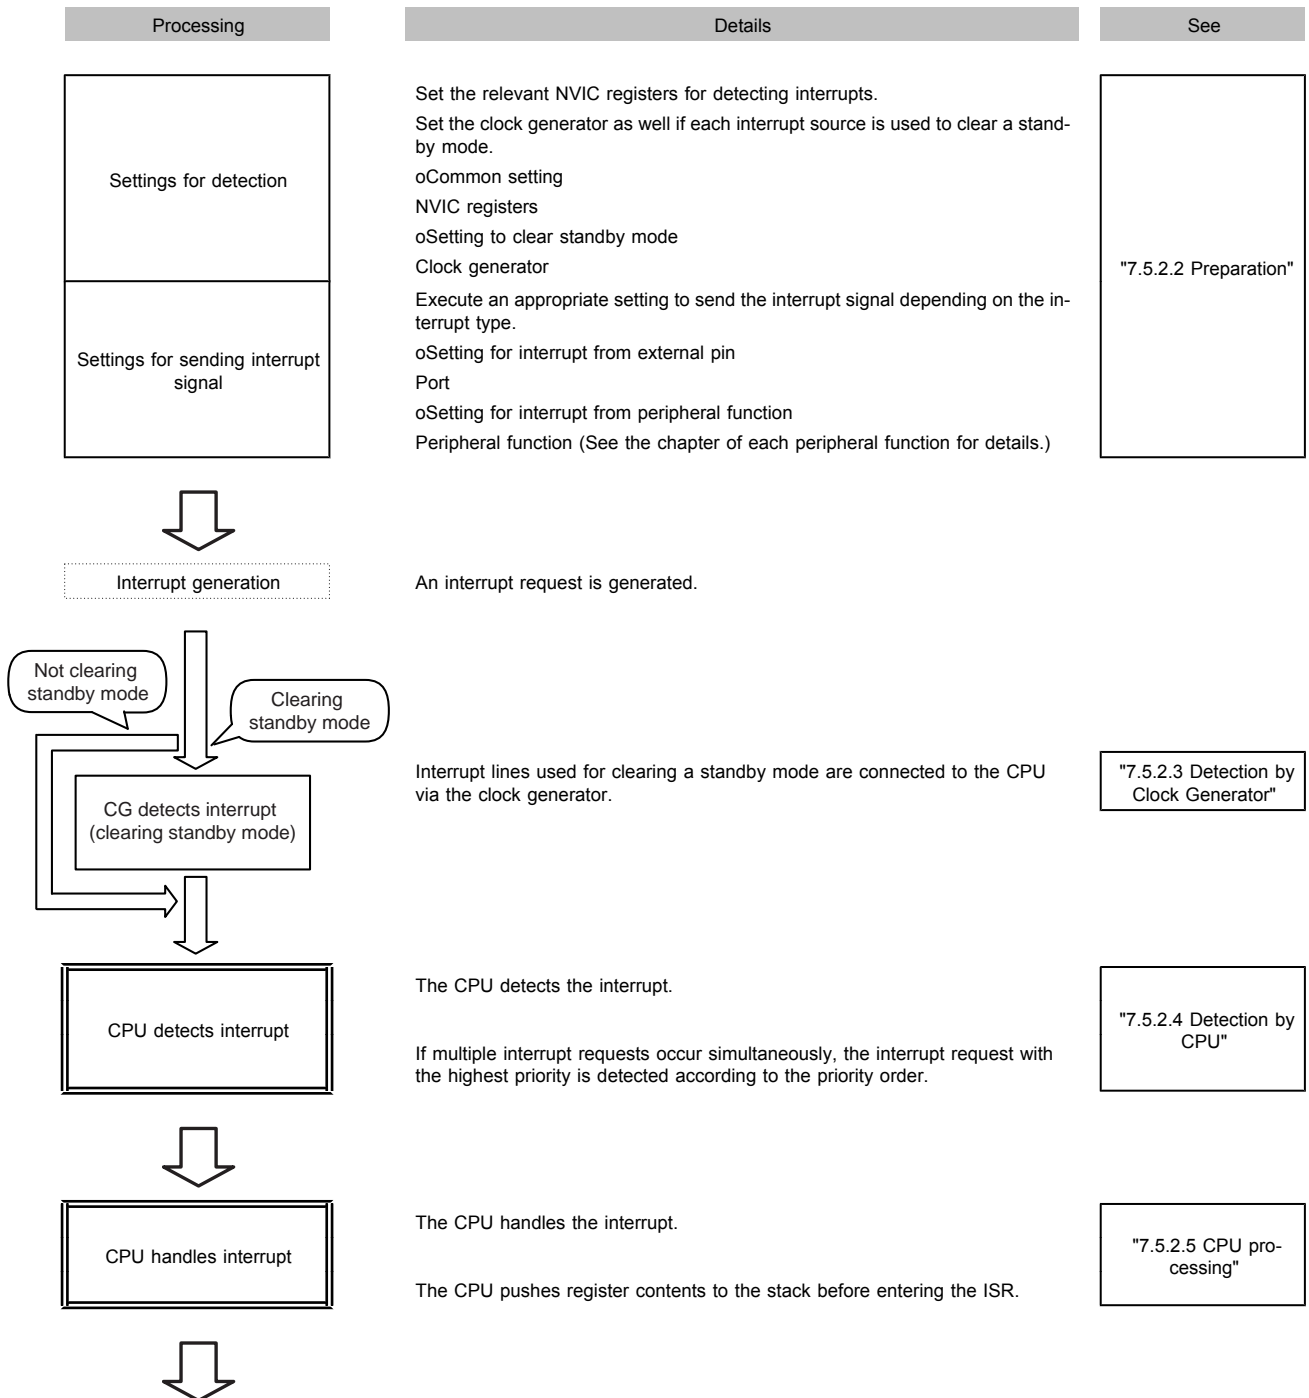 Processing
Details
See
Settings for detection
Set the relevant NVIC registers for detecting interrupts.
Set the clock generator as well if each interrupt source is used to clear a stand-
by mode.
oCommon setting
NVIC registers
oSetting to clear standby mode
Clock generator
"7.5.2.2 Preparation"
Settings for sending interrupt
signal
Execute an appropriate setting to send the interrupt signal depending on the in-
terrupt type.
oSetting for interrupt from external pin
Port
oSetting for interrupt from peripheral function
Peripheral function (See the chapter of each peripheral function for details.)
Interrupt generation
An interrupt request is generated.
Not clearing
standby mode
Clearing
standby mode
CG detects interrupt
(clearing standby mode)
Interrupt lines used for clearing a standby mode are connected to the CPU
via the clock generator.
"7.5.2.3 Detection by
Clock Generator"
CPU detects interrupt
The CPU detects the interrupt.
If multiple interrupt requests occur simultaneously, the interrupt request with
the highest priority is detected according to the priority order.
"7.5.2.4 Detection by
CPU"
CPU handles interrupt
The CPU handles the interrupt.
The CPU pushes register contents to the stack before entering the ISR.
"7.5.2.5 CPU pro-
cessing"